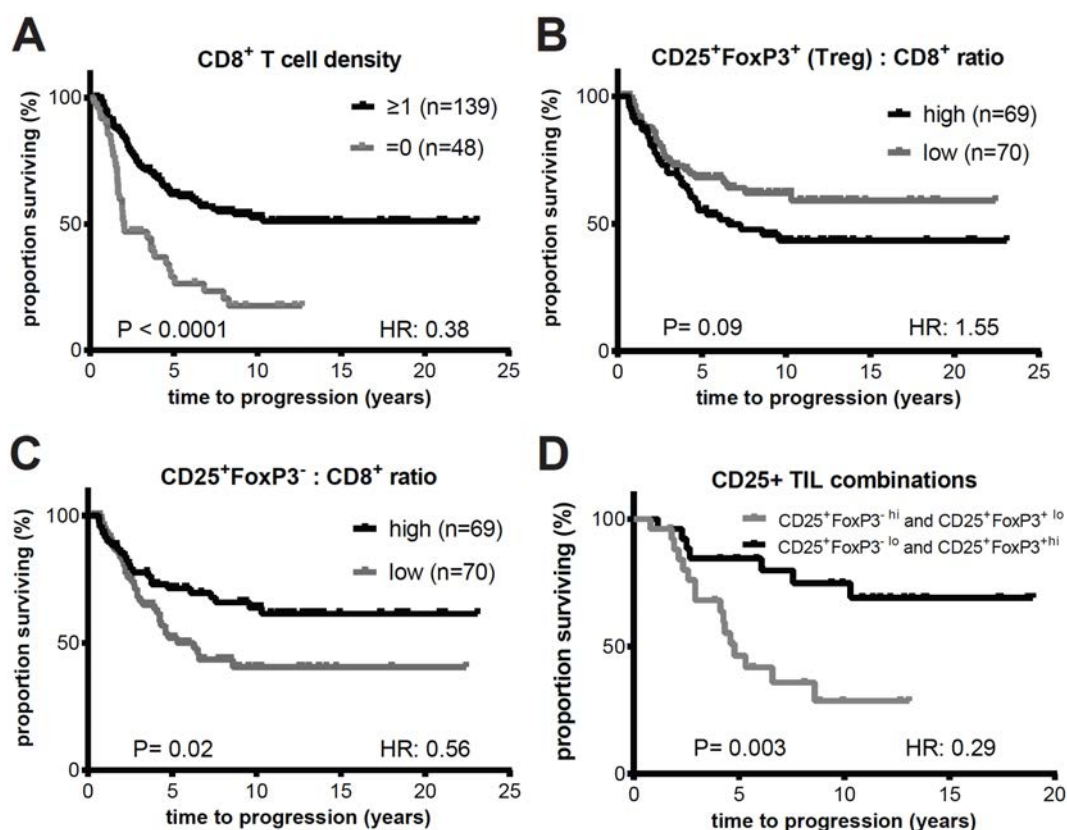 A
CD8+ T cell density
proportion surviving (%)
100
50
0
≥1 (n=139)
=0 (n=48)
P < 0.0001
HR: 0.38
0 5 10 15 20 25
time to progression (years)
B
CD25+FoxP3+ (Treg) : CD8+ ratio
proportion surviving (%)
100
50
0
high (n=69)
low (n=70)
P= 0.09
HR: 1.55
0 5 10 15 20 25
time to progression (years)
C
CD25+FoxP3- : CD8+ ratio
proportion surviving (%)
100
50
0
high (n=69)
low (n=70)
P= 0.02
HR: 0.56
0 5 10 15 20 25
time to progression (years)
D
CD25+ TIL combinations
proportion surviving (%)
100
50
0
CD25+FoxP3- hi and CD25+FoxP3+ lo
CD25+FoxP3- lo and CD25+FoxP3+hi
P= 0.003
HR: 0.29
0 5 10 15 20
time to progression (years)